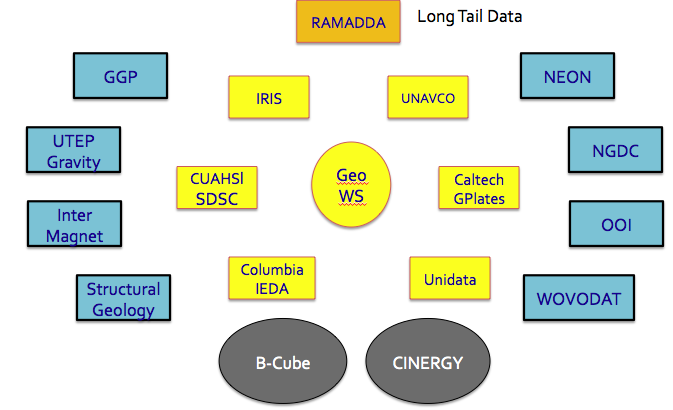 RAMADDA
Long Tail Data
GGP
IRIS
UNAVCO
NEON
UTEP
Gravity
NGDC
CUAHSI
SDSC
Geo
WS
Caltech
GPlates
Inter
Magnet
OOI
Columbia
IEDA
Unidata
Structural
Geology
WOVODAT
B-Cube
CINERGY